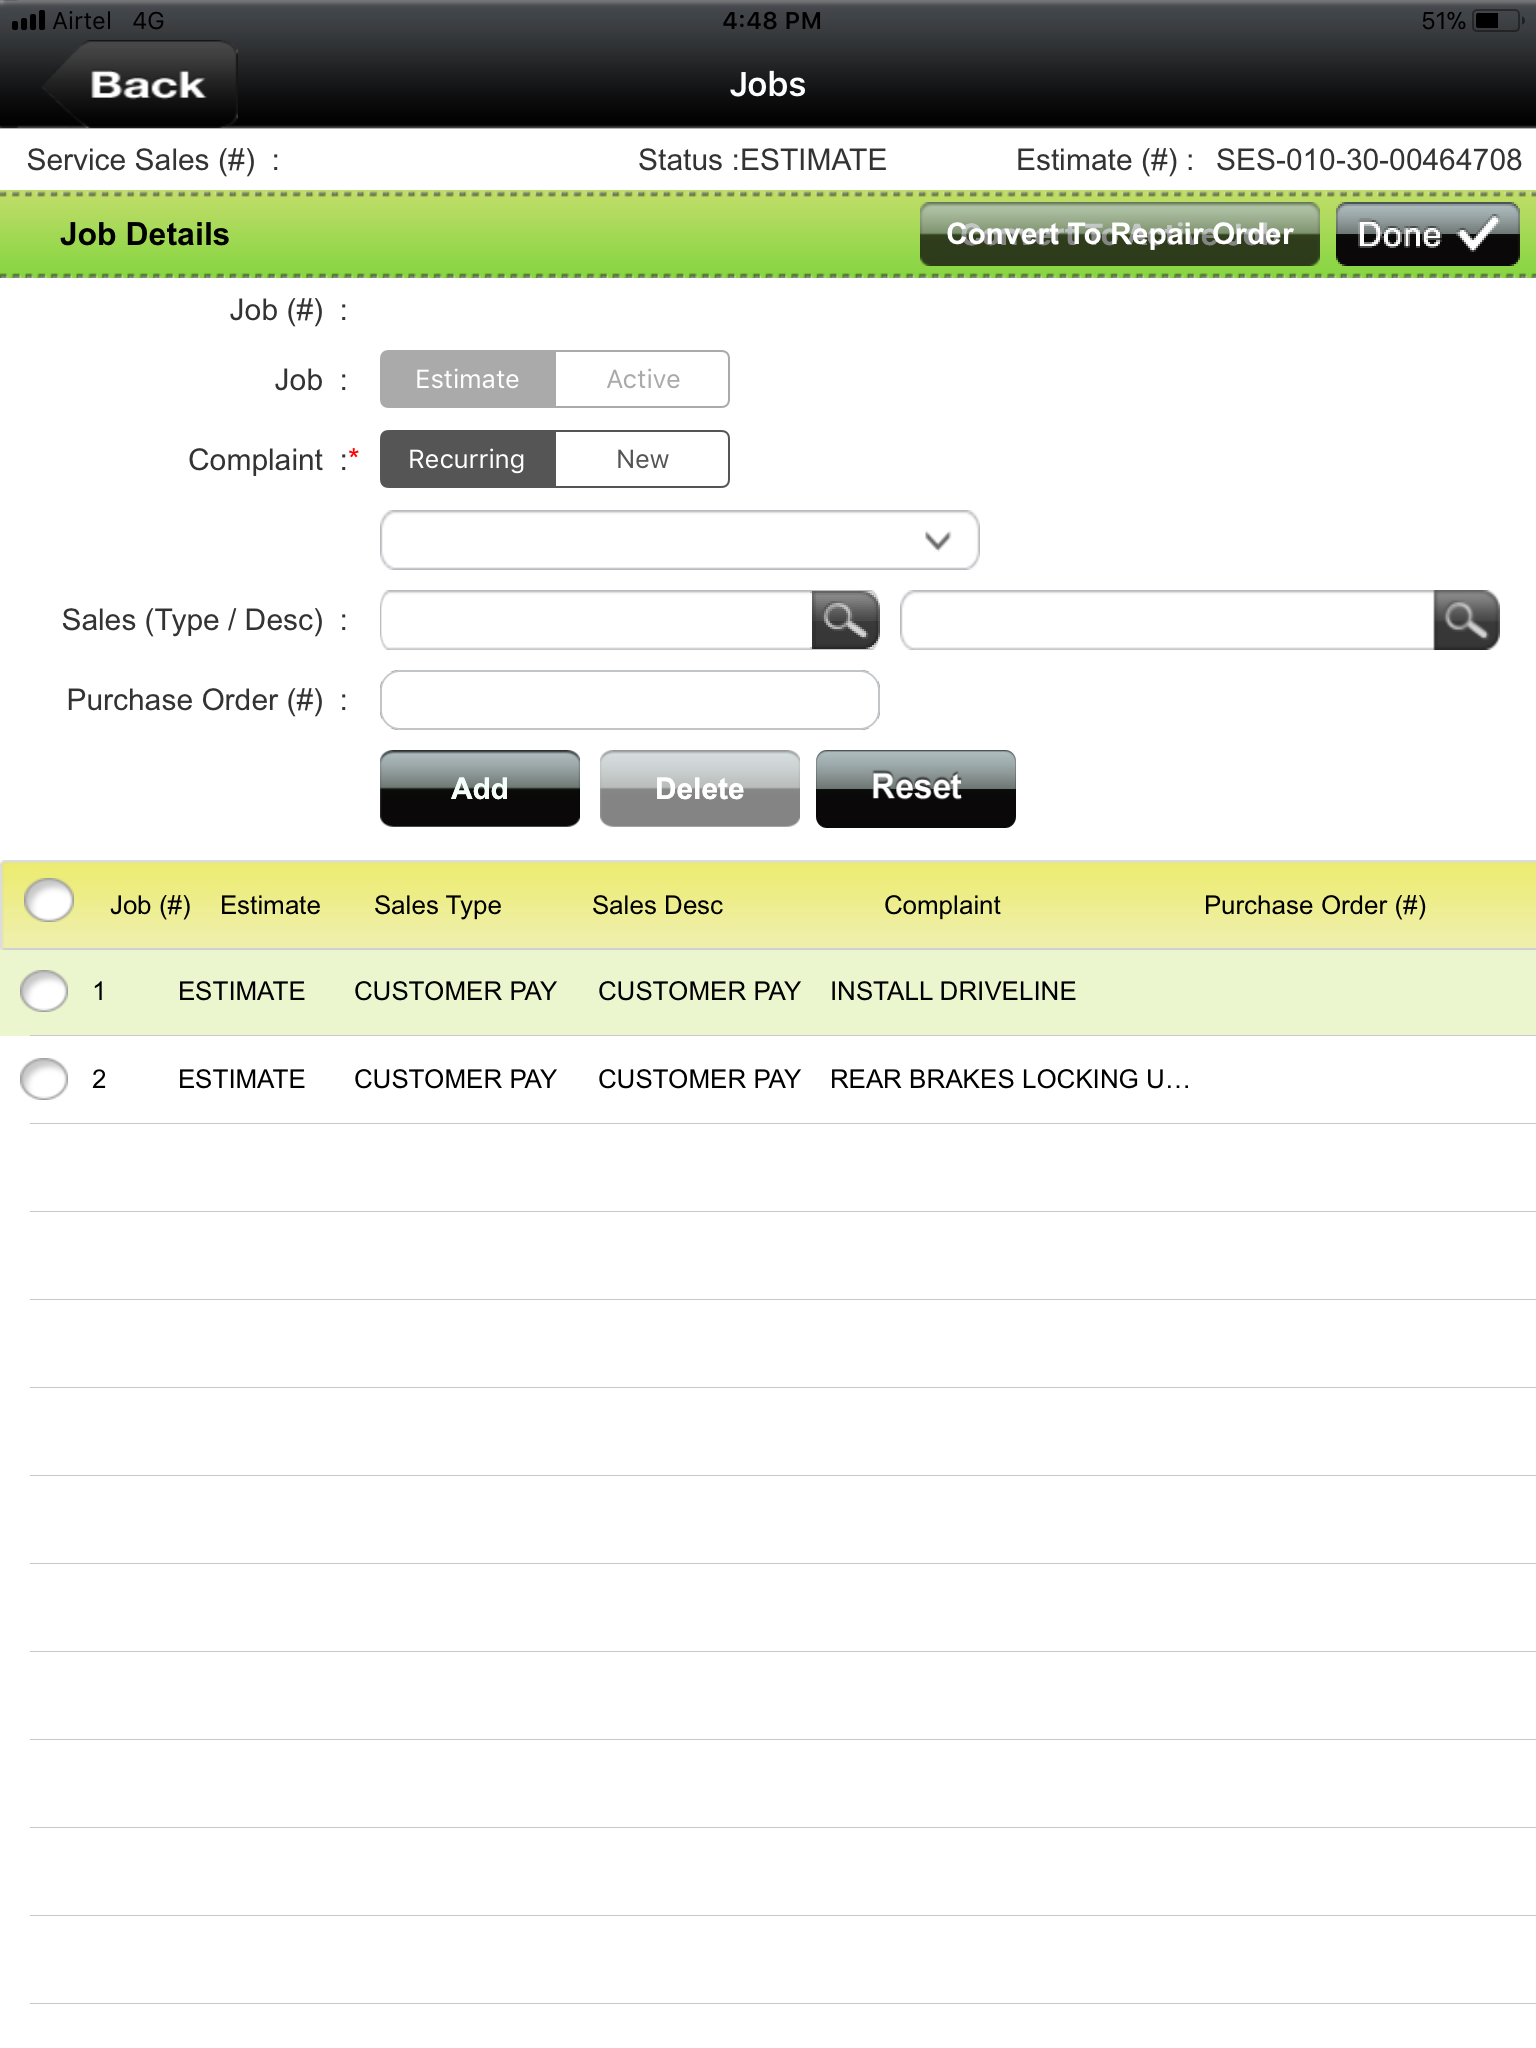 Airtel 4G 4:48 PM 51%
Back Jobs
Service Sales (#) : Status :ESTIMATE Estimate (#) : SES-010-30-00464708
Job Details Convert To Repair Order Done
Job (#) :
Job : Estimate Active
Complaint :* Recurring New
Sales (Type / Desc) :
Purchase Order (#) :
Add Delete Reset
Job (#) Estimate Sales Type Sales Desc Complaint Purchase Order (#)
1 ESTIMATE CUSTOMER PAY CUSTOMER PAY INSTALL DRIVELINE
2 ESTIMATE CUSTOMER PAY CUSTOMER PAY REAR BRAKES LOCKING U...